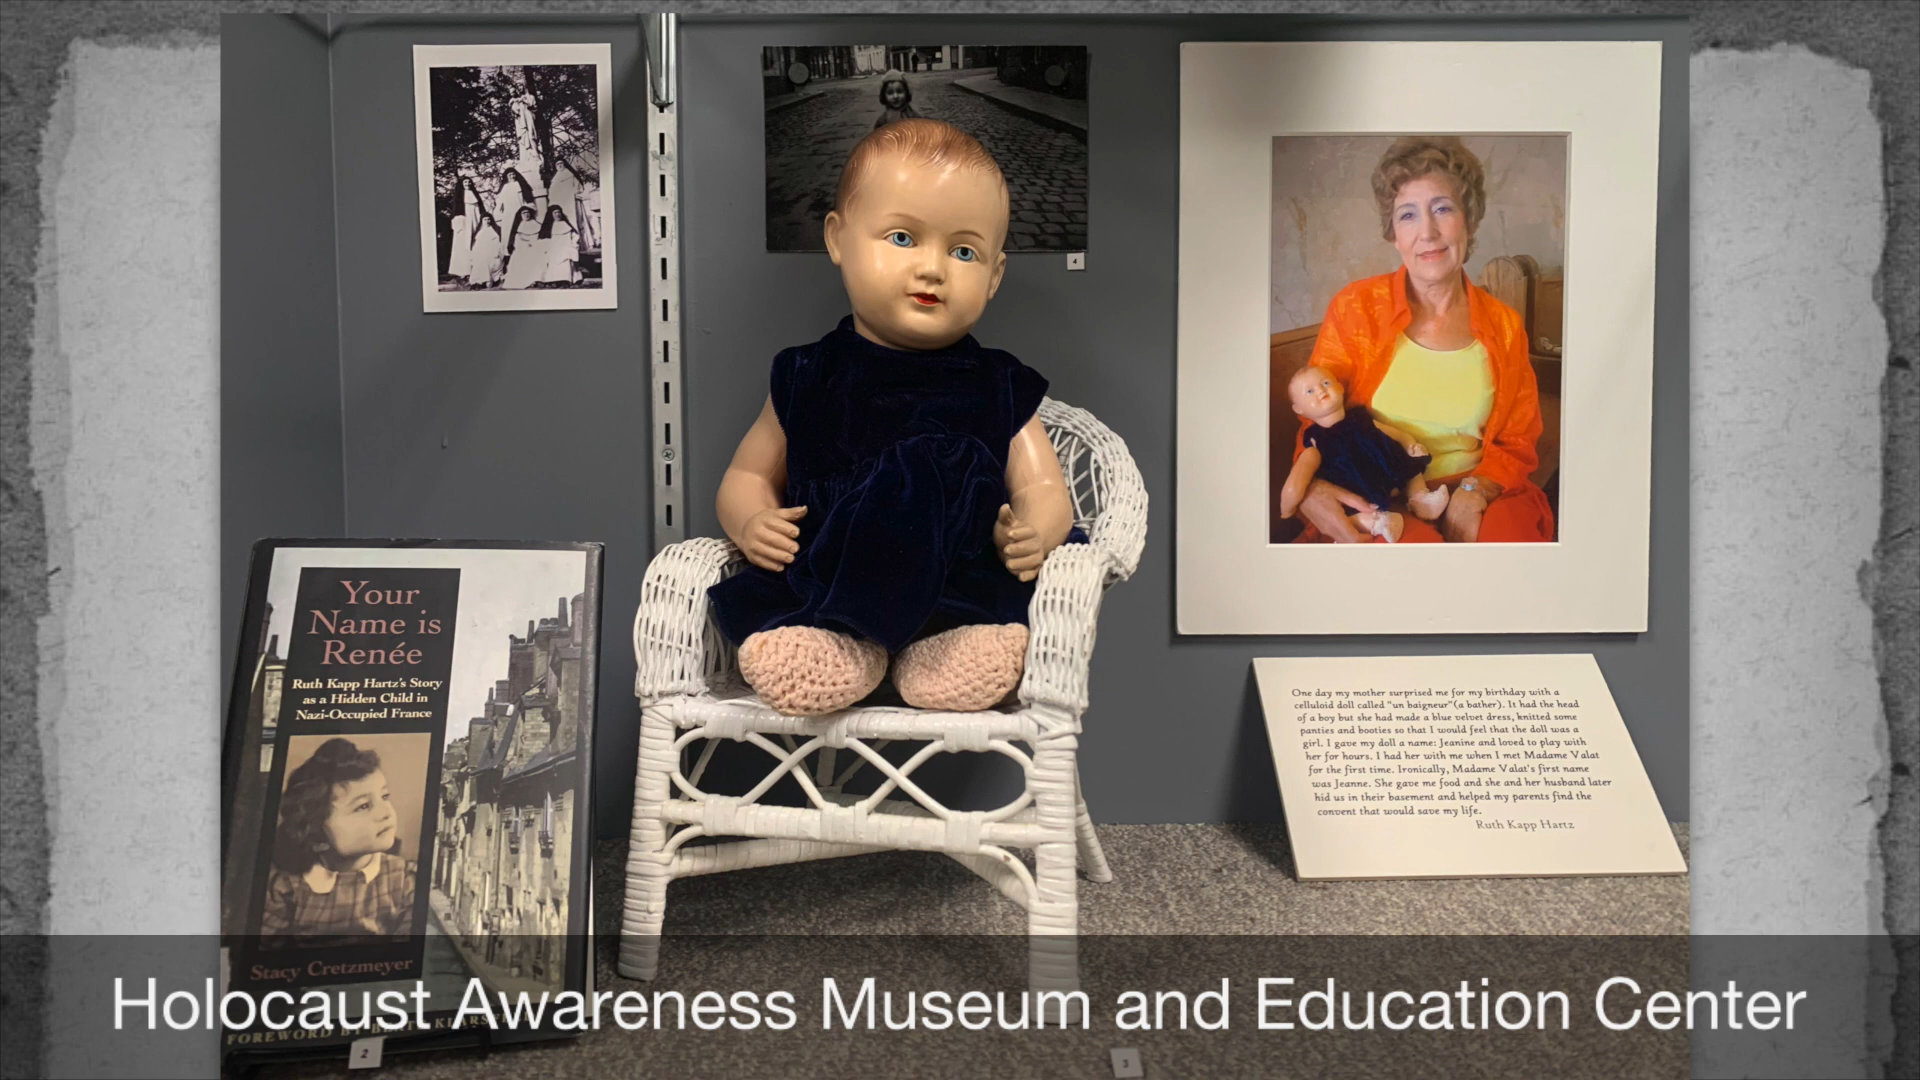 4
Your
Name is
Renée
Ruth Kapp Hartz's Story
as a Hidden Child in
Nazi-Occupied France
Stacy Cretzmeyer
FOREWORD BY
2
3
One day my mother surprised me for my birthday with a
celluloid doll called "un baigneur"(a bather). It had the head
of a boy but she had made a blue velvet dress, knitted some
panties and booties so that I would feel that the doll was a
girl. I gave my doll a name: Jeanine and loved to play with
her for hours. I had her with me when I met Madame Valat
for the first time. Ironically, Madame Valat's first name
was Jeanne. She gave me food and she and her husband later
hid us in their basement and helped my parents find the
convent that would save my life.
Ruth Kapp Hartz
Holocaust Awareness Museum and Education Center